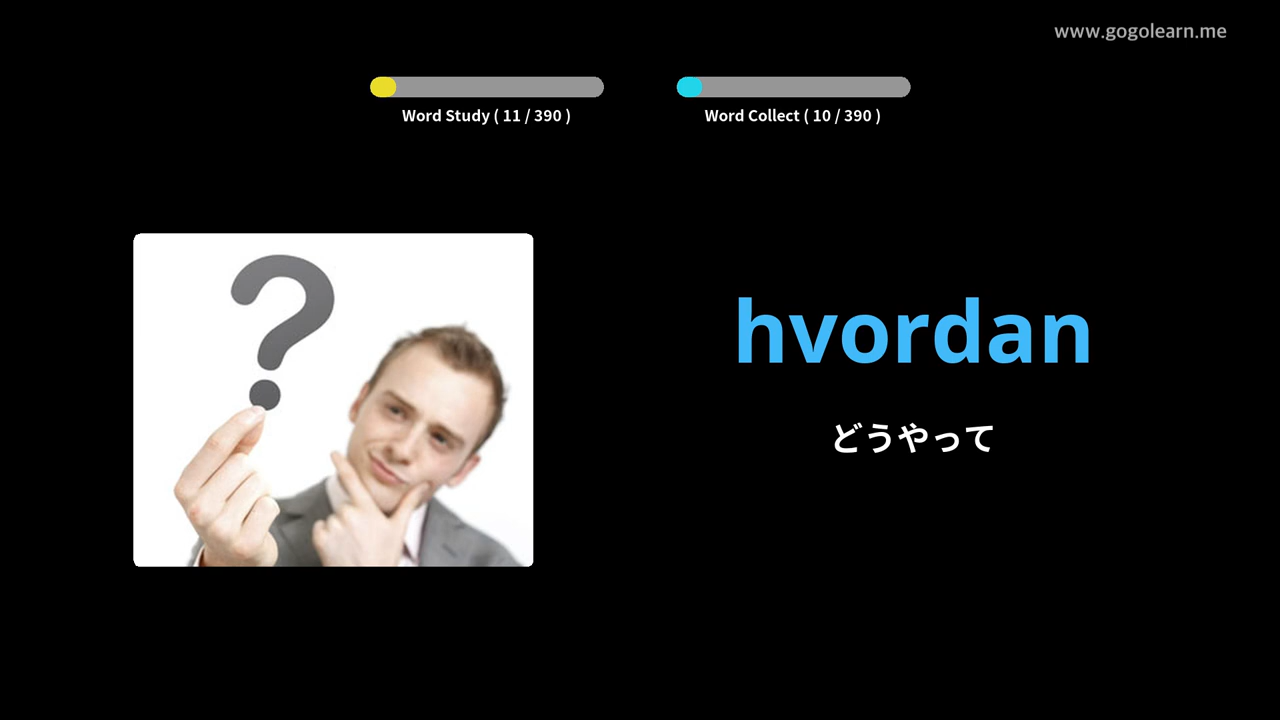 www.gogolearn.me
Word Study ( 11 / 390 )
Word Collect ( 10 / 390 )
?
hvordan
どうやって